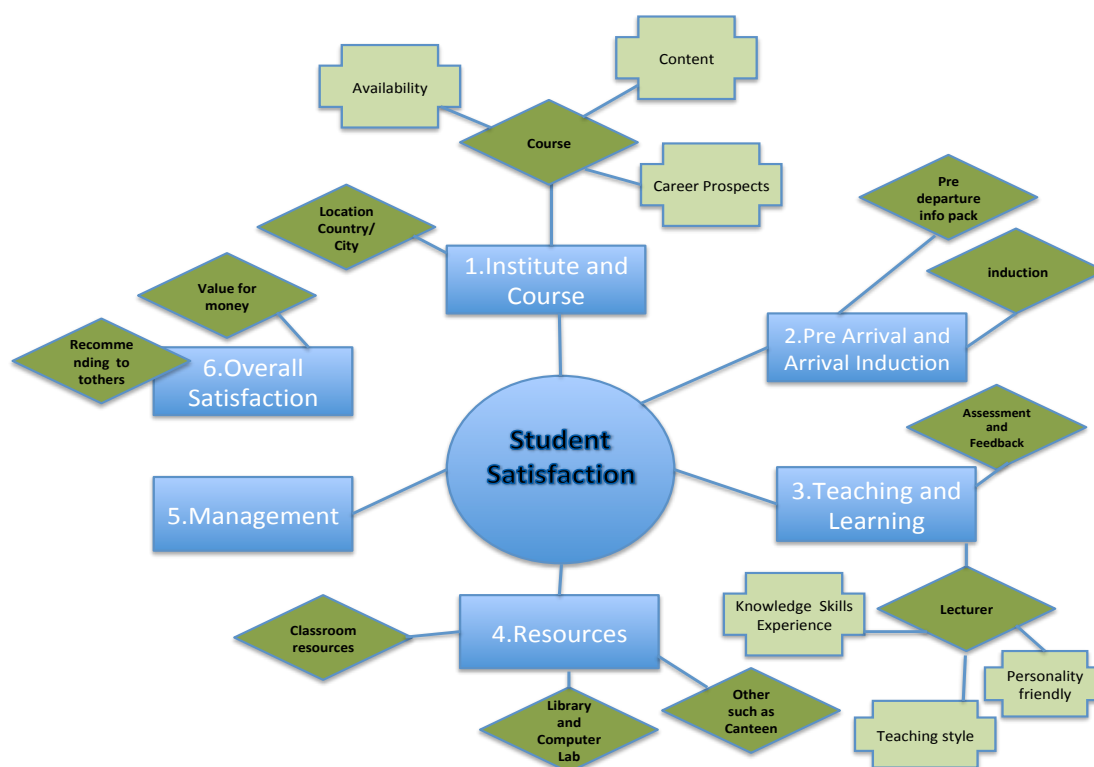 Content
Availability
Course
Career Prospects
Pre
departure
info pack
Location
Country/
City
1.Institute and
Course
induction
Value for
money
2.Pre Arrival and
Arrival Induction
Recomme
nding to
tothers
6.Overall
Satisfaction
Assessment
and
Feedback
Student
Satisfaction
3.Teaching and
Learning
5.Management
Knowledge Skills
Experience
Lecturer
Classroom
resources
4.Resources
Personality
friendly
Other
such as
Canteen
Library
and
Computer
Lab
Teaching style